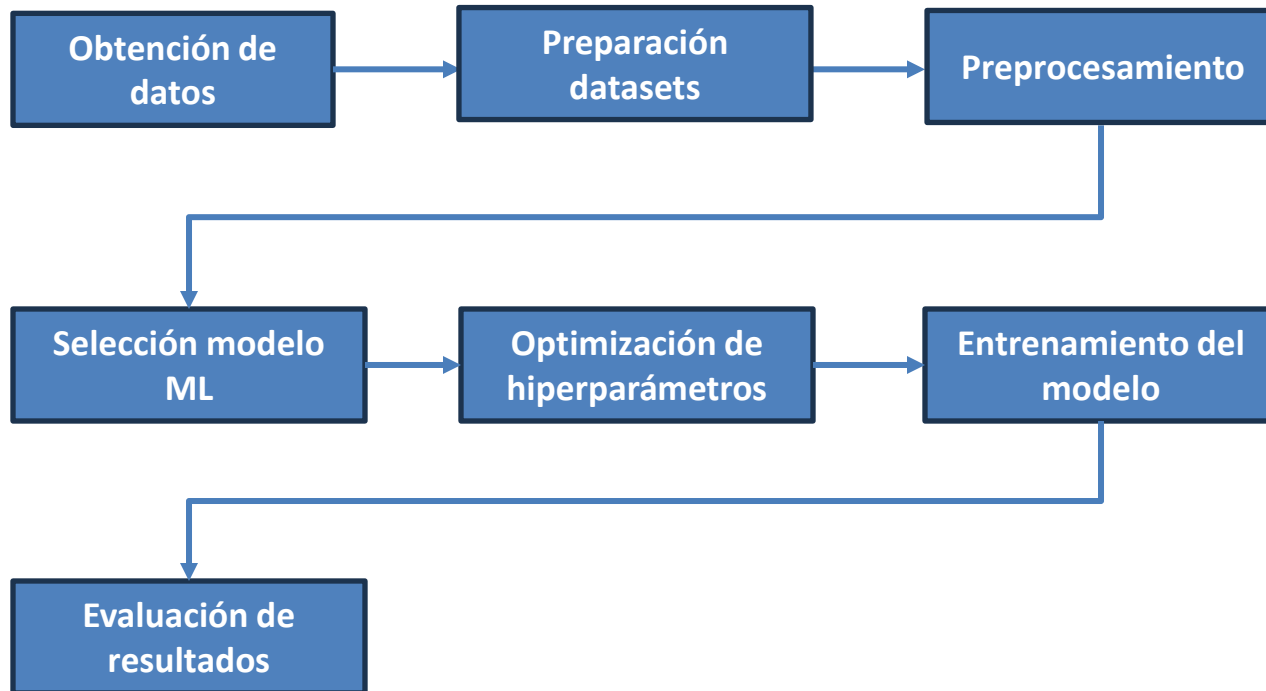 Obtención de
datos
Preparación
datasets
Preprocesamiento
Selección modelo
ML
Optimización de
hiperparámetros
Entrenamiento del
modelo
Evaluación de
resultados